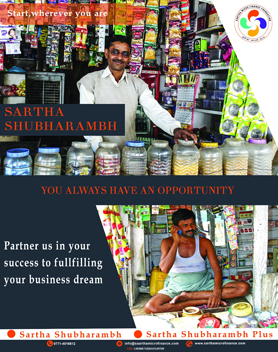 Start,wherever you are
SARTHA
SHUBHARAMBH
YOU ALWAYS HAVE AN OPPORTUNITY
Partner us in your
success to fullfilling
your business dream
Sartha Shubharambh
Sartha Shubharambh Plus